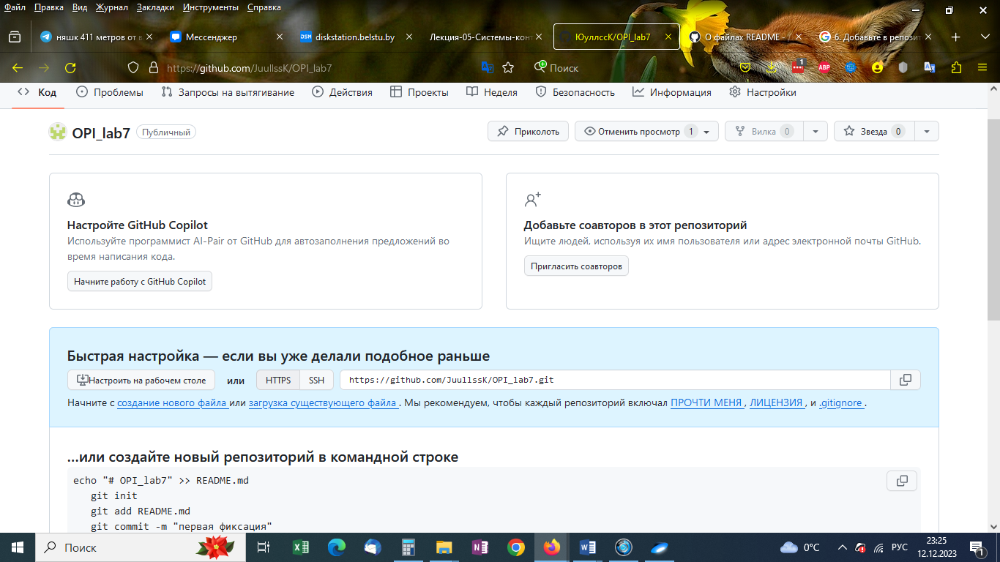 Файл Правка Вид Журнал Закладки Инструменты Справка
няшк 411 метров от в
Мессенджер
DSM diskstation.belstu.by
Лекция-05-Системы-конт
ЮуллссК/OPI_lab7
О файлах README -
6. Добавьте в репозит
https://github.com/JuullssK/OPI_lab7
Поиск
1
ABP
Код Проблемы Запросы на вытягивание Действия Проекты Неделя Безопасность Информация Настройки
OPI_lab7 Публичный
Приколоть Отменить просмотр 1 Вилка 0 Звезда 0
Настройте GitHub Copilot
Используйте программист AI-Pair от GitHub для автозаполнения предложений во
время написания кода.
Начните работу с GitHub Copilot
Добавьте соавторов в этот репозиторий
Ищите людей, используя их имя пользователя или адрес электронной почты GitHub.
Пригласить соавторов
Быстрая настройка — если вы уже делали подобное раньше
Настроить на рабочем столе или HTTPS SSH https://github.com/JuullssK/OPI_lab7.git
Начните с создание нового файла или загрузка существующего файла . Мы рекомендуем, чтобы каждый репозиторий включал ПРОЧТИ МЕНЯ , ЛИЦЕНЗИЯ , и .gitignore .
…или создайте новый репозиторий в командной строке
echo "# OPI_lab7" >> README.md
git init
git add README.md
git commit -m "первая фиксация"
Поиск
0°C
РУС
23:25
12.12.2023
1